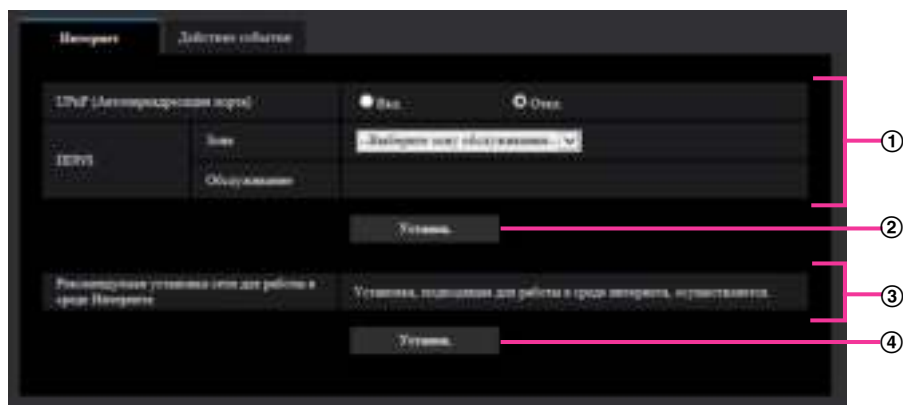 Интернет
Действие события
UPnP (Автопереадресация порта)
Вкл.
Откл.
DDNS
Зона
--Выберите зону обслуживания--
Обслуживание
①
Установ.
②
Рекомендуемая установка сети для работы в
среде Интернета
Установка, подходящая для работы в среде интернета, осуществляется.
③
Установ.
④